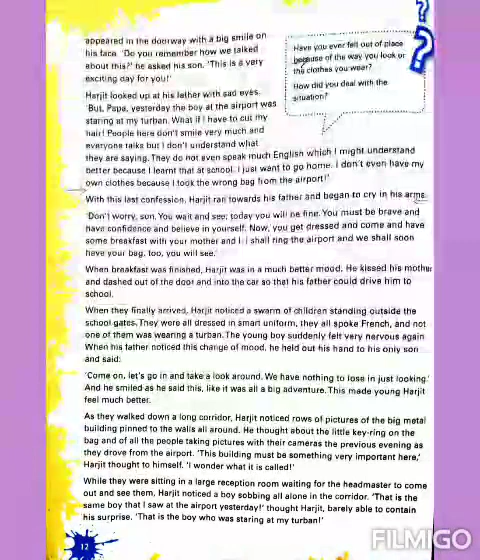 appeared in the doorway with a big smile on
his face. 'Do you remember how we talked
about this?' he asked his son. 'This is a very
exciting day for you!'
Harjit looked up at his father with sad eyes.
'But, Papa, yesterday the boy at the airport was
staring at my turban. What if I have to cut my
hair! People here don't smile very much and
everyone talks but I don't understand what
they are saying. They do not even speak much English which I might understand
better because I learnt that at school. I just want to go home. I don't even have my
own clothes because I took the wrong bag from the airport!'
With this last confession, Harjit ran towards his father and began to cry in his arms.
'Don't worry, son. You wait and see; today you will be fine. You must be brave and
have confidence and believe in yourself. Now, you get dressed and come and have
some breakfast with your mother and I. I shall ring the airport and we shall soon
have your bag, too, you will see.'
When breakfast was finished, Harjit was in a much better mood. He kissed his mother
and dashed out of the door and into the car so that his father could drive him to
school.
When they finally arrived, Harjit noticed a swarm of children standing outside the
school gates. They were all dressed in smart uniform, they all spoke French, and not
one of them was wearing a turban. The young boy suddenly felt very nervous again.
When his father noticed this change of mood, he held out his hand to his only son
and said:
'Come on, let's go in and take a look around. We have nothing to lose in just looking.'
And he smiled as he said this, like it was all a big adventure. This made young Harjit
feel much better.
As they walked down a long corridor, Harjit noticed rows of pictures of the big metal
building pinned to the walls all around. He thought about the little key-ring on the
bag and of all the people taking pictures with their cameras the previous evening as
they drove from the airport. 'This building must be something very important here,'
Harjit thought to himself. 'I wonder what it is called!'
While they were sitting in a large reception room waiting for the headmaster to come
out and see them, Harjit noticed a boy sobbing all alone in the corridor. 'That is the
same boy that I saw at the airport yesterday!' thought Harjit, barely able to contain
his surprise. 'That is the boy who was staring at my turban!'
Have you ever felt out of place
because of the way you look or
the clothes you wear?
How did you deal with the
situation?
?
?
12
FILMIGO